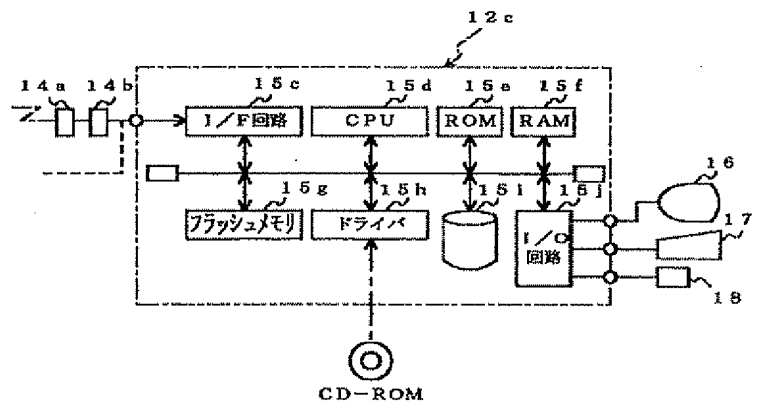 12c
14a 14b 15c 15d 15e 15f
I/F回路 CPU ROM RAM
15g 15h 15i 15j 16
フラッシュメモリ ドライバ I/O回路 17
18
CD-ROM